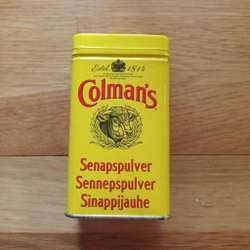 Estd. 1814
Colman's
Senapspulver
Sennepspulver
Sinappijauhe